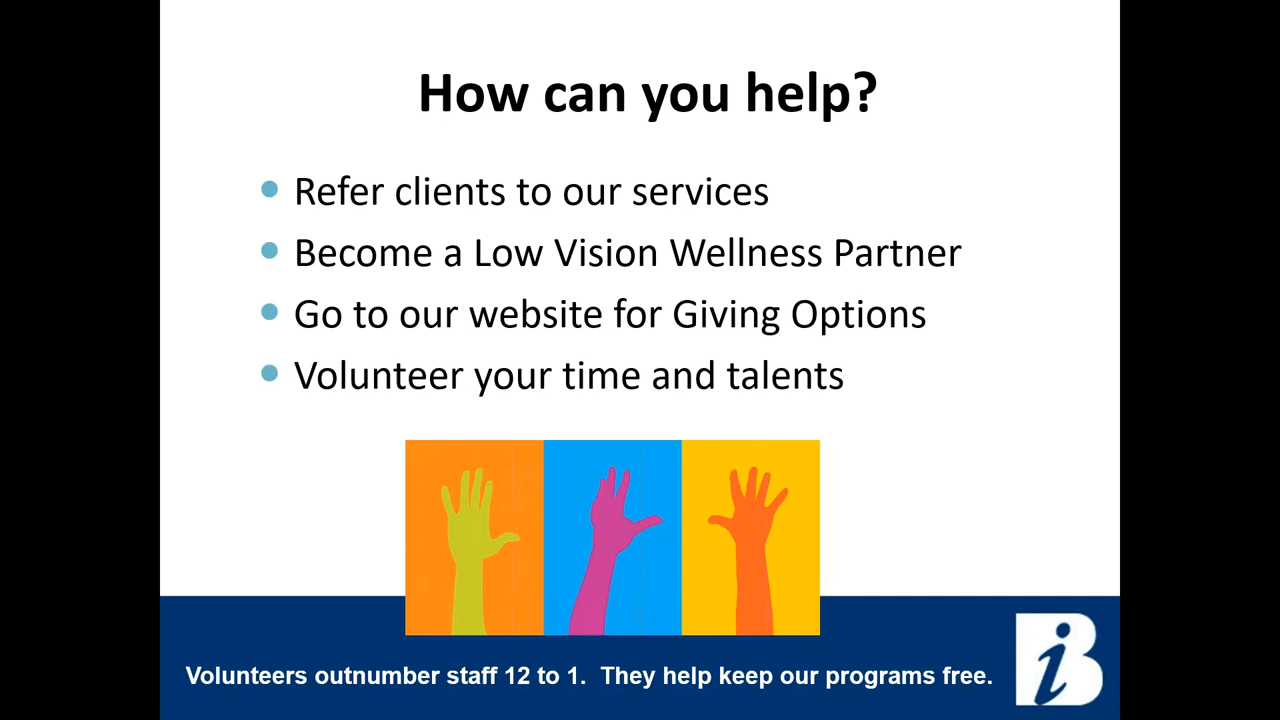 How can you help?
Refer clients to our services
Become a Low Vision Wellness Partner
Go to our website for Giving Options
Volunteer your time and talents
Volunteers outnumber staff 12 to 1.  They help keep our programs free.
iB